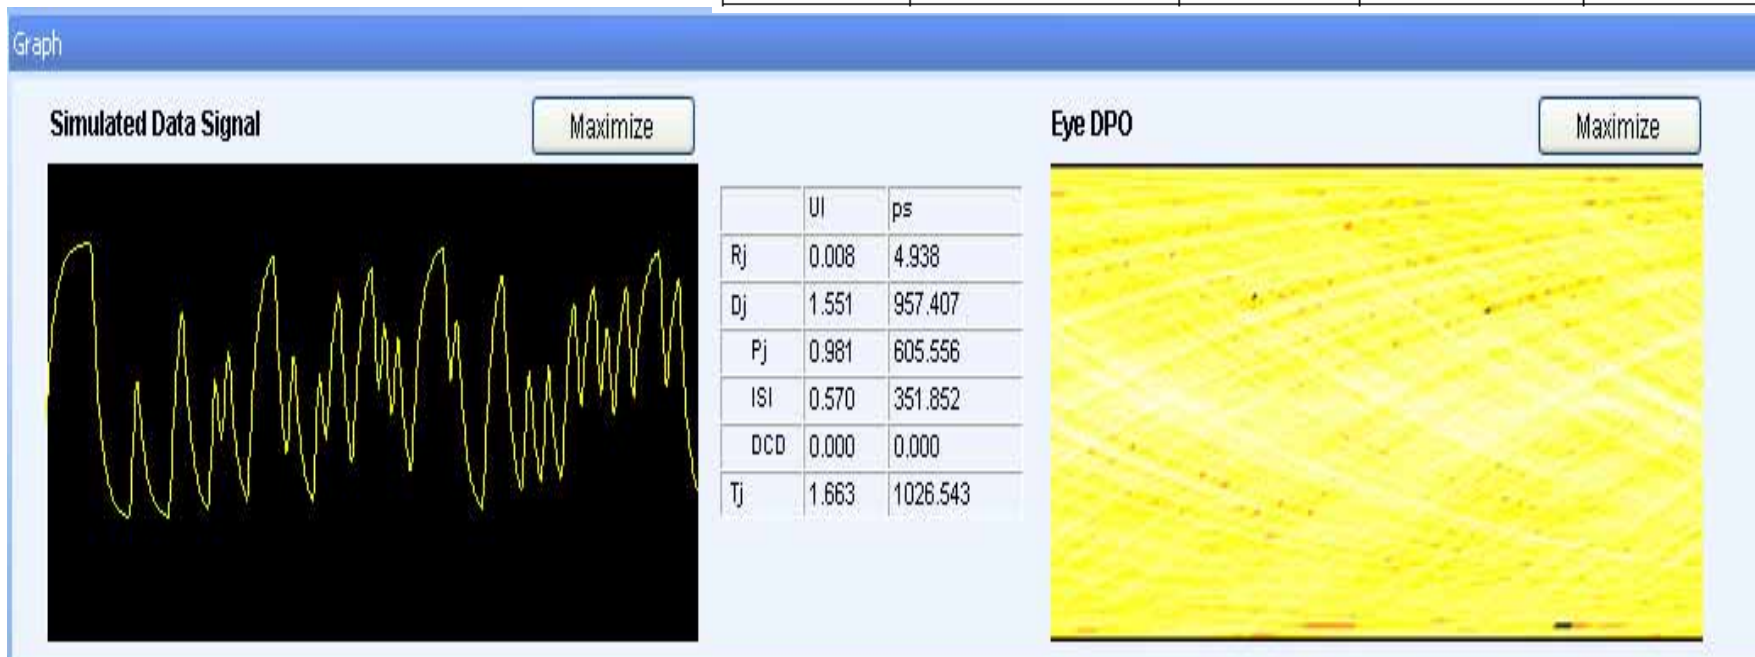 Graph
Simulated Data Signal
Maximize
UI ps
Rj 0.008 4.938
Dj 1.551 957.407
Pj 0.981 605.556
ISI 0.570 351.852
DCD 0.000 0.000
Tj 1.663 1026.543
Eye DPO
Maximize